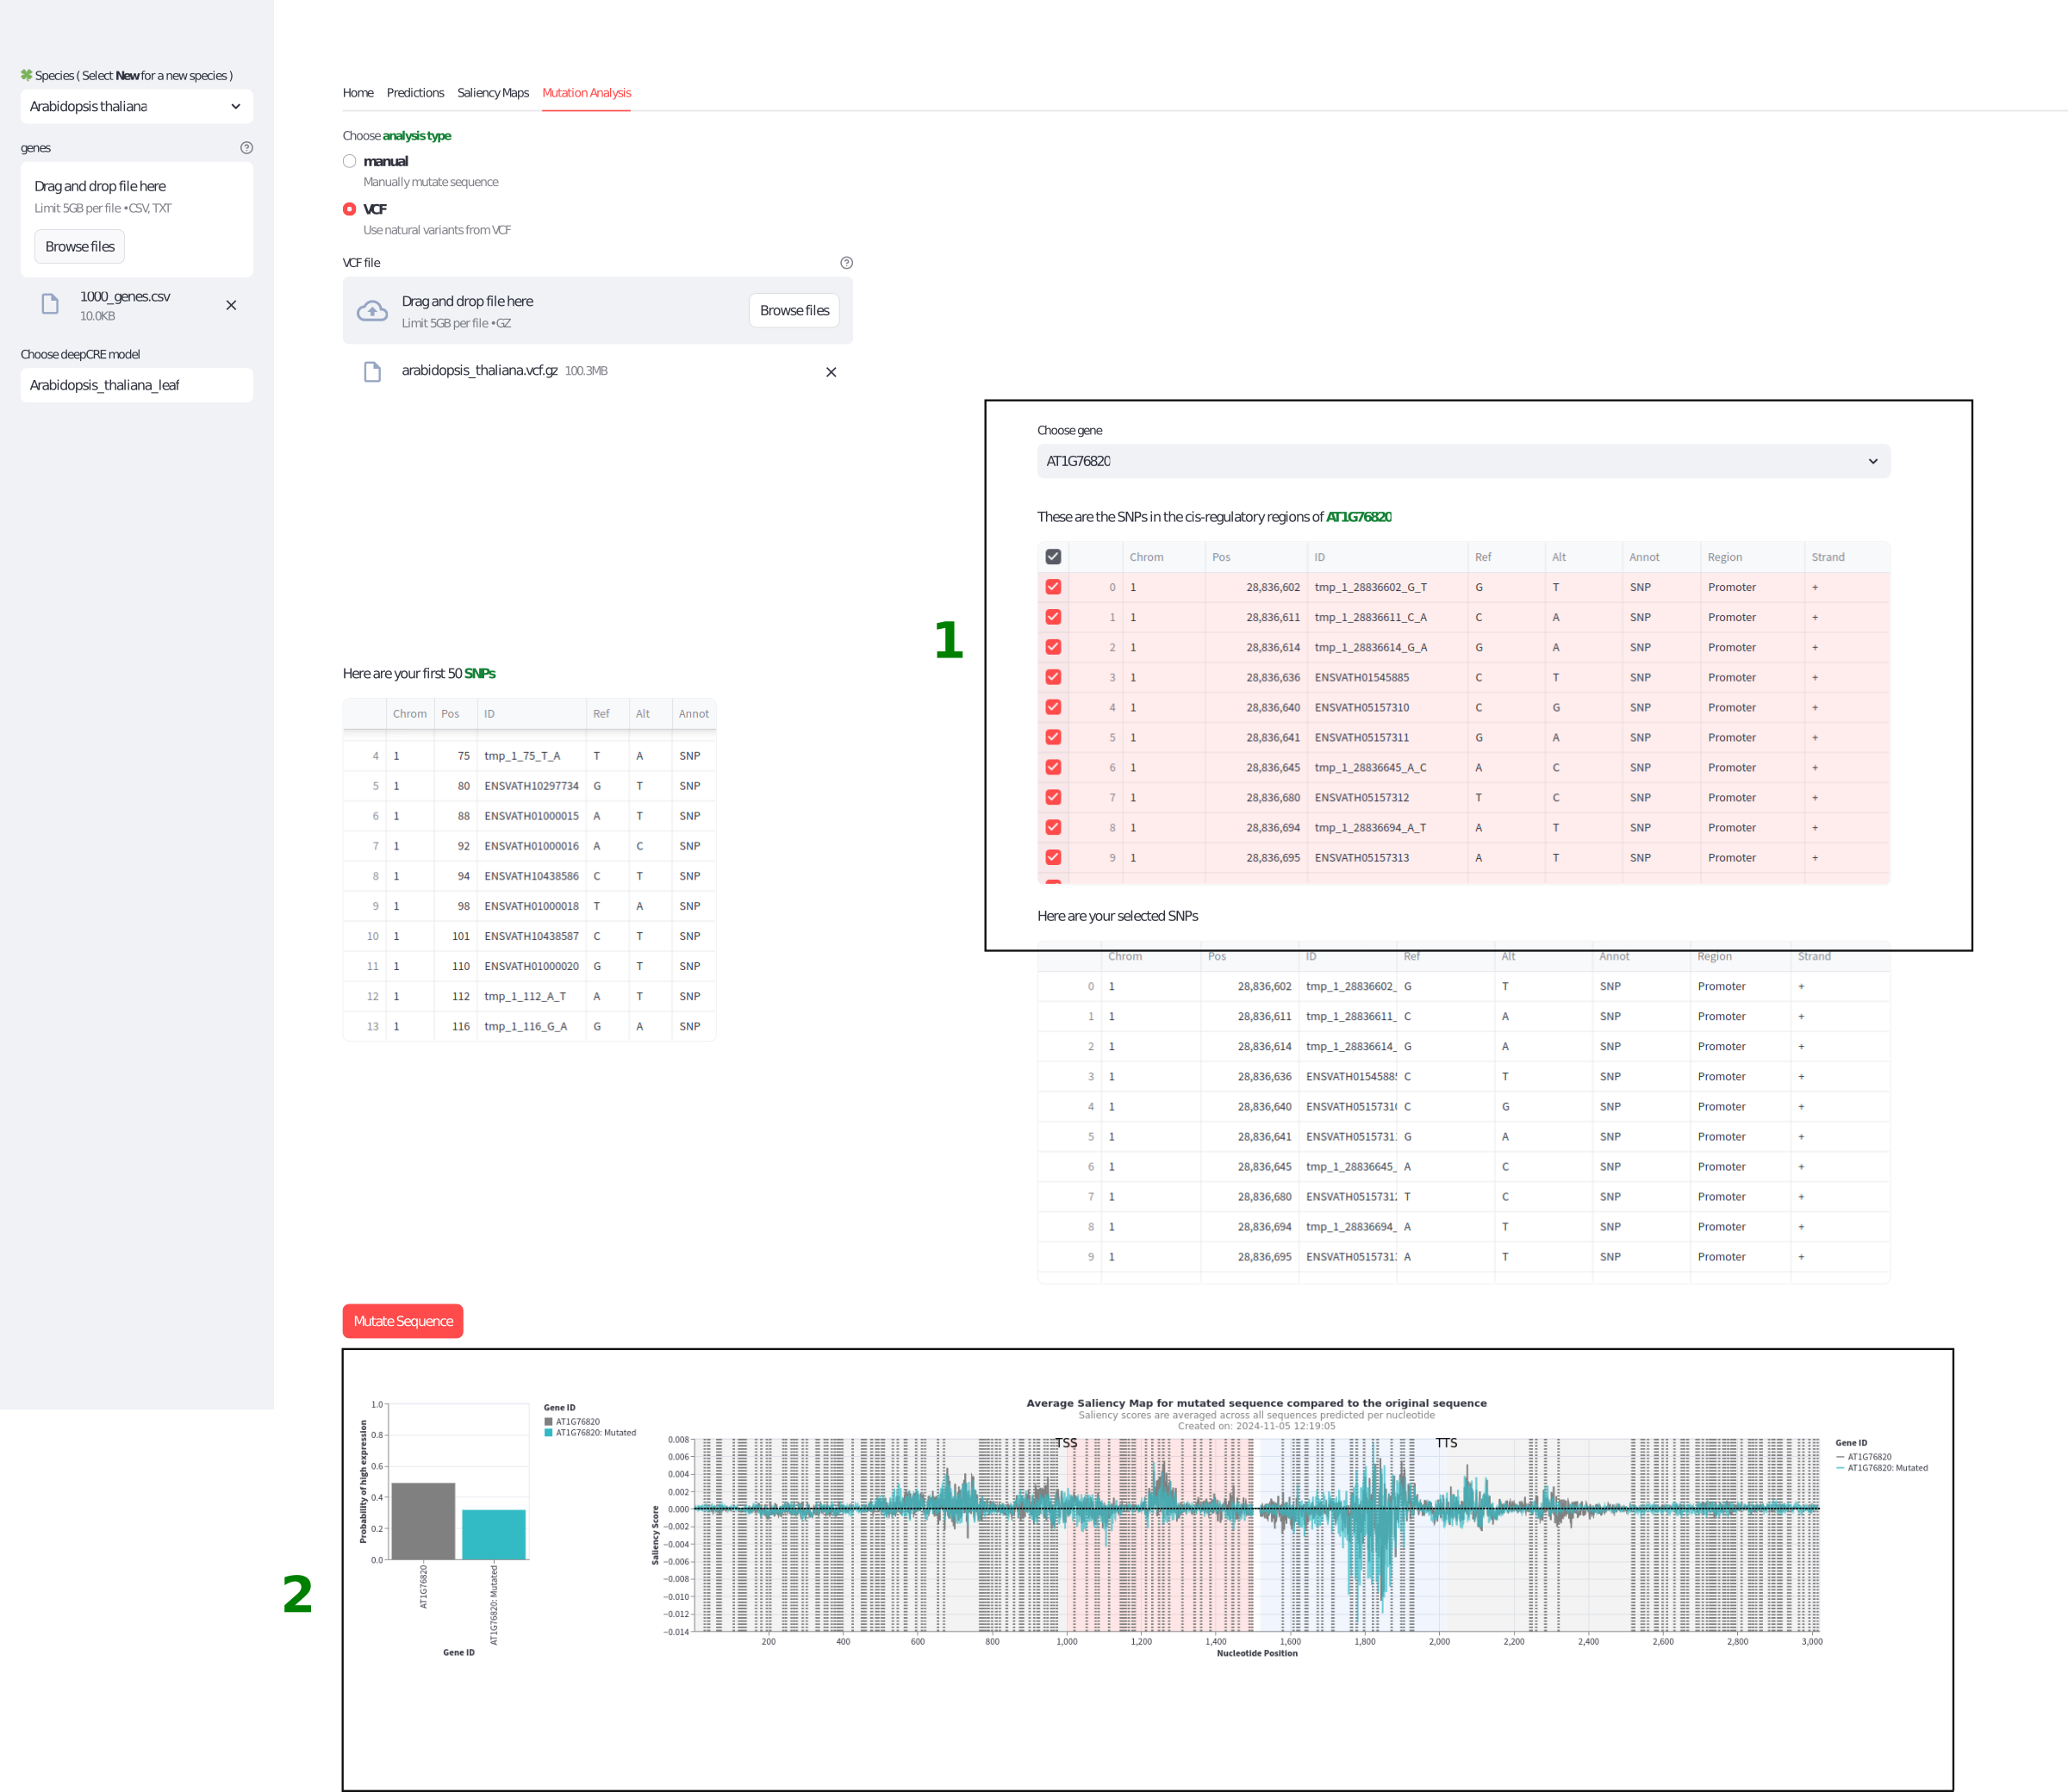 Species ( Select New for a new species )
Arabidopsis thaliana
genes
Drag and drop file here
Limit 5GB per file • CSV, TXT
Browse files
1000_genes.csv
10.0KB
Choose deepCRE model
Arabidopsis_thaliana_leaf
Home Predictions Saliency Maps Mutation Analysis
Choose analysis type
manual
Manually mutate sequence
VCF
Use natural variants from VCF
VCF file
Drag and drop file here
Limit 5GB per file • GZ
Browse files
arabidopsis_thaliana.vcf.gz 100.3MB
Here are your first 50 SNPs
Chrom Pos ID Ref Alt Annot
4 1 75 tmp_1_75_T_A T A SNP
5 1 80 ENSVATH10297734 G T SNP
6 1 88 ENSVATH01000015 A T SNP
7 1 92 ENSVATH01000016 A C SNP
8 1 94 ENSVATH10438586 C T SNP
9 1 98 ENSVATH01000018 T A SNP
10 1 101 ENSVATH10438587 C T SNP
11 1 110 ENSVATH01000020 G T SNP
12 1 112 tmp_1_112_A_T A T SNP
13 1 116 tmp_1_116_G_A G A SNP
1
Choose gene
AT1G76820
These are the SNPs in the cis-regulatory regions of AT1G76820
Chrom Pos ID Ref Alt Annot Region Strand
0 1 28,836,602 tmp_1_28836602_G_T G T SNP Promoter +
1 1 28,836,611 tmp_1_28836611_C_A C A SNP Promoter +
2 1 28,836,614 tmp_1_28836614_G_A G A SNP Promoter +
3 1 28,836,636 ENSVATH01545885 C T SNP Promoter +
4 1 28,836,640 ENSVATH05157310 C G SNP Promoter +
5 1 28,836,641 ENSVATH05157311 G A SNP Promoter +
6 1 28,836,645 tmp_1_28836645_A_C A C SNP Promoter +
7 1 28,836,680 ENSVATH05157312 T C SNP Promoter +
8 1 28,836,694 tmp_1_28836694_A_T A T SNP Promoter +
9 1 28,836,695 ENSVATH05157313 A T SNP Promoter +
Here are your selected SNPs
Chrom Pos ID Ref Alt Annot Region Strand
0 1 28,836,602 tmp_1_28836602_ G T SNP Promoter +
1 1 28,836,611 tmp_1_28836611_ C A SNP Promoter +
2 1 28,836,614 tmp_1_28836614_ G A SNP Promoter +
3 1 28,836,636 ENSVATH0154588 C T SNP Promoter +
4 1 28,836,640 ENSVATH0515731 C G SNP Promoter +
5 1 28,836,641 ENSVATH0515731 G A SNP Promoter +
6 1 28,836,645 tmp_1_28836645_ A C SNP Promoter +
7 1 28,836,680 ENSVATH0515731 T C SNP Promoter +
8 1 28,836,694 tmp_1_28836694_ A T SNP Promoter +
9 1 28,836,695 ENSVATH0515731 A T SNP Promoter +
Mutate Sequence
2
Probability of high expression
1.0
0.8
0.6
0.4
0.2
0.0
AT1G76820
AT1G76820: Mutated
Gene ID
Gene ID
AT1G76820
AT1G76820: Mutated
Average Saliency Map for mutated sequence compared to the original sequence
Saliency scores are averaged across all sequences predicted per nucleotide
Created on: 2024-11-05 12:19:05
TSS TTS
Saliency Score
0.008
0.006
0.004
0.002
0.000
−0.002
−0.004
−0.006
−0.008
−0.010
−0.012
−0.014
200 400 600 800 1,000 1,200 1,400 1,600 1,800 2,000 2,200 2,400 2,600 2,800 3,000
Nucleotide Position
Gene ID
AT1G76820
AT1G76820: Mutated